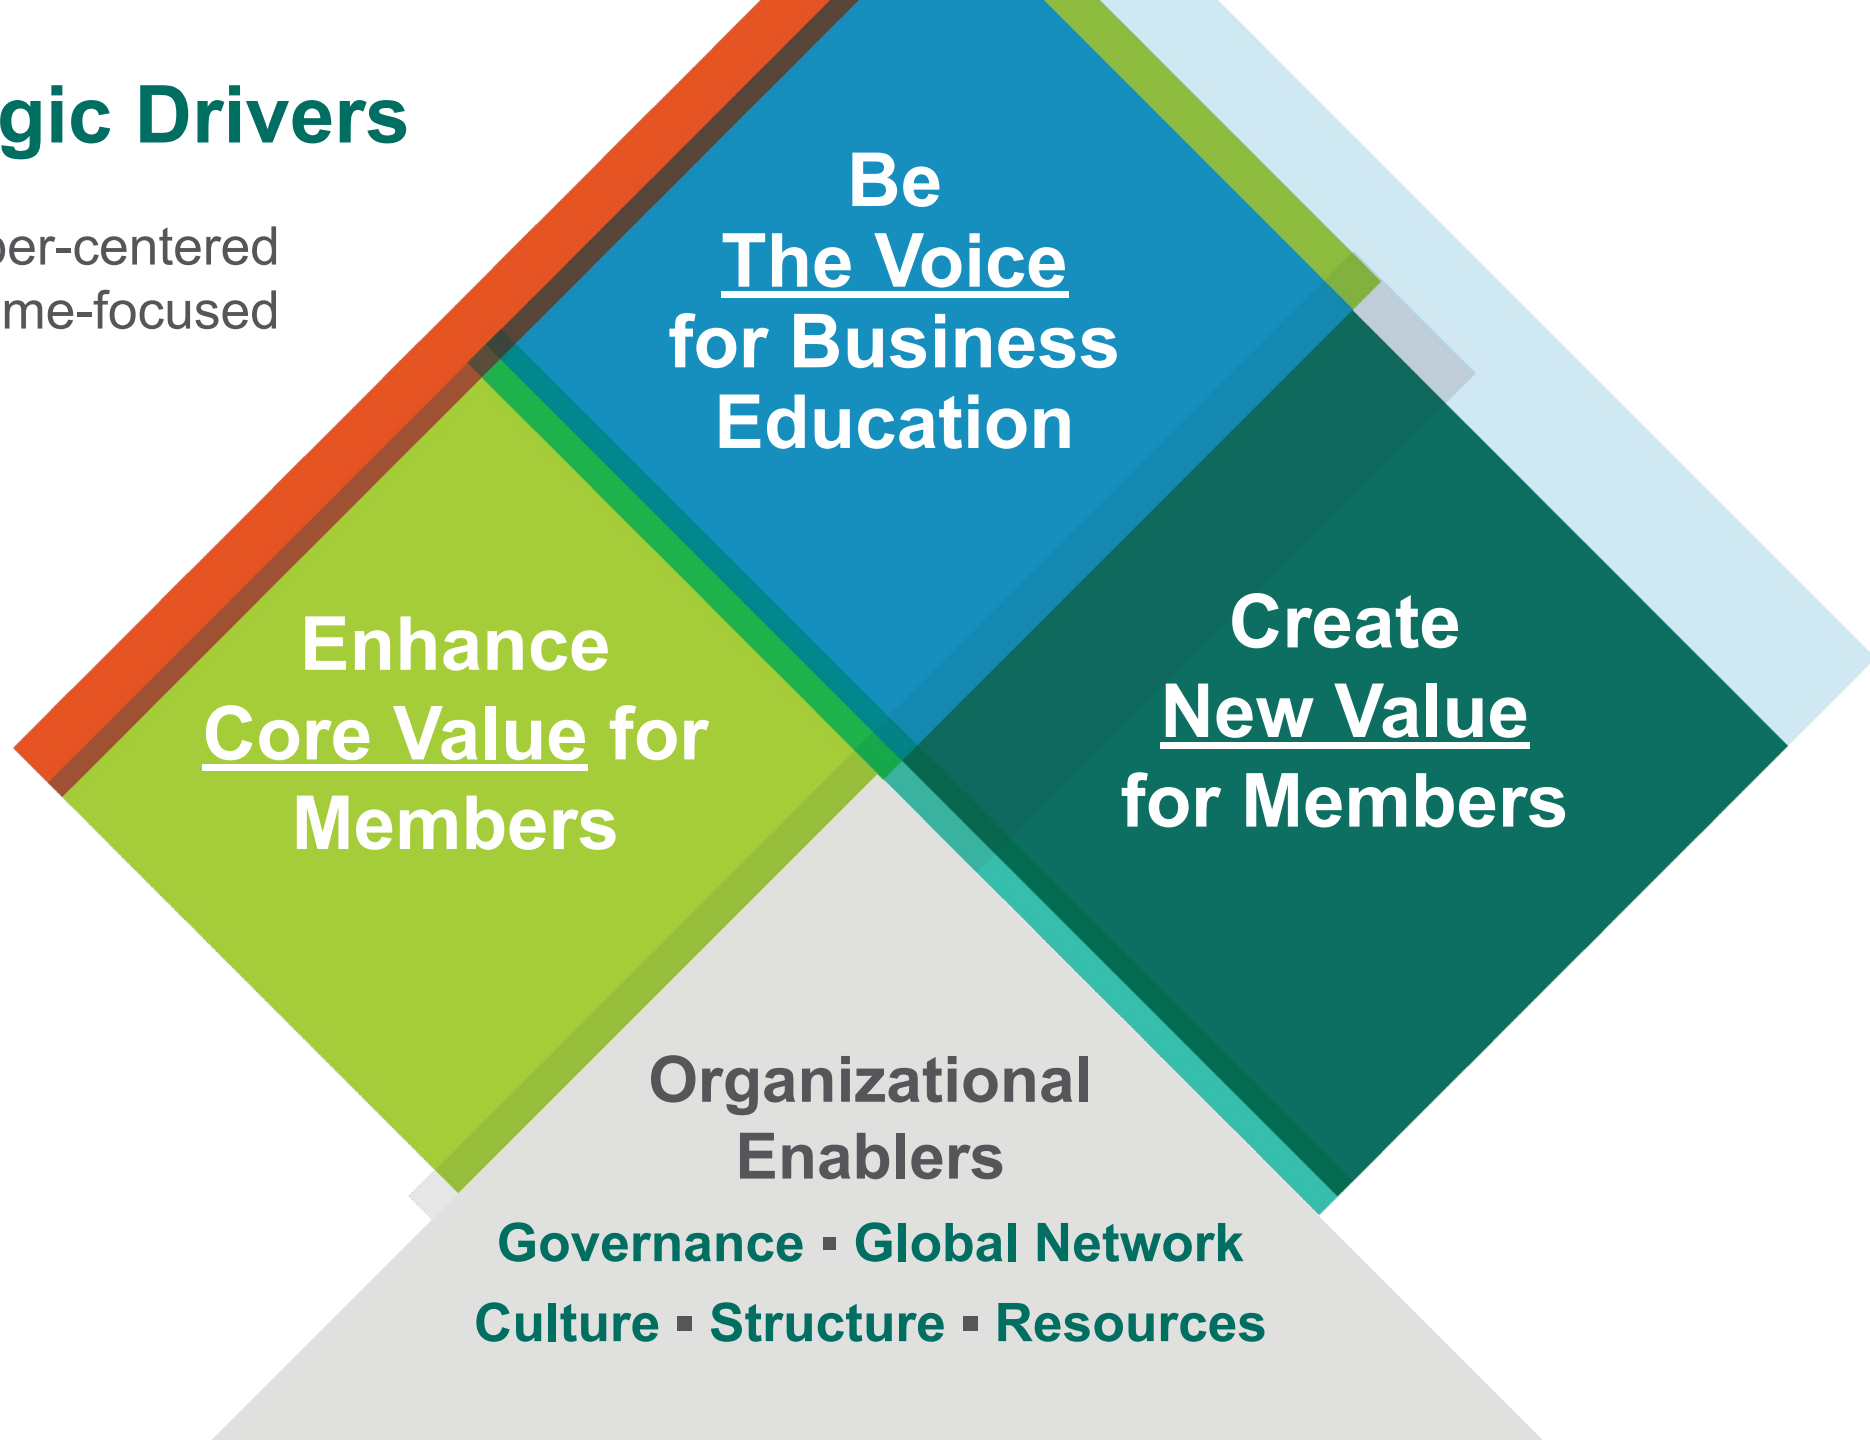 gic Drivers
ber-centered
me-focused
Be
The Voice
for Business
Education
Enhance
Core Value for
Members
Create
New Value
for Members
Organizational
Enablers
Governance ▪ Global Network
Culture ▪ Structure ▪ Resources